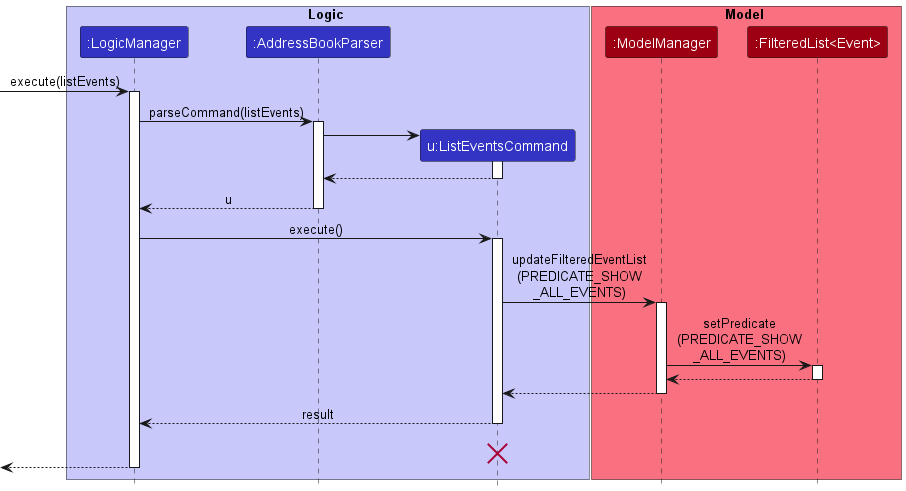 Logic
Model
:LogicManager
:AddressBookParser
:ModelManager
:FilteredList<Event>
execute(listEvents)
parseCommand(listEvents)
u:ListEventsCommand
u
execute()
updateFilteredEventList
(PREDICATE_SHOW
_ALL_EVENTS)
setPredicate
(PREDICATE_SHOW
_ALL_EVENTS)
result